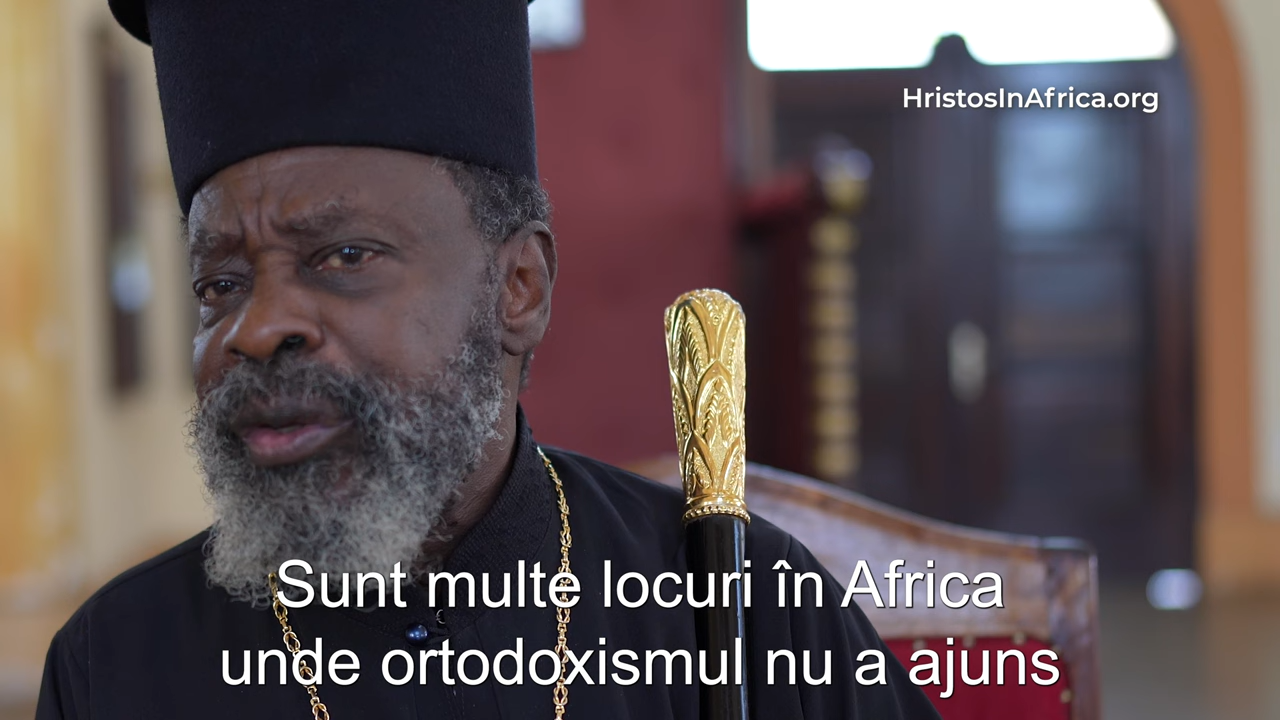 HristosInAfrica.org
Sunt multe locuri în Africa
unde ortodoxismul nu a ajuns